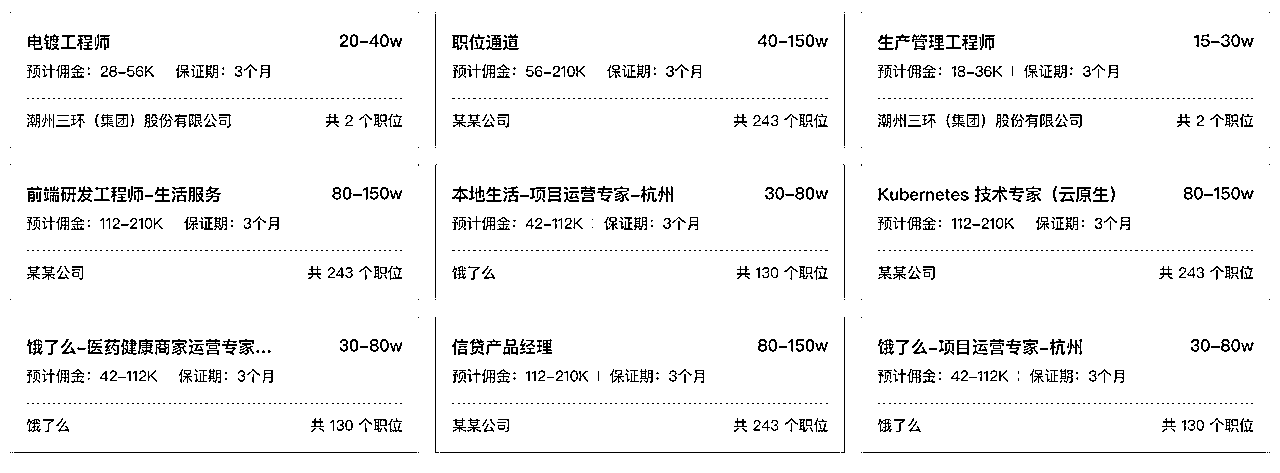 电镀工程师 20-40w
预计佣金：28-56K 保证期：3个月
潮州三环（集团）股份有限公司 共 2 个职位
职位通道 40-150w
预计佣金：56-210K 保证期：3个月
某某公司 共 243 个职位
生产管理工程师 15-30w
预计佣金：18-36K | 保证期：3个月
潮州三环（集团）股份有限公司 共 2 个职位
前端研发工程师-生活服务 80-150w
预计佣金：112-210K 保证期：3个月
某某公司 共 243 个职位
本地生活-项目运营专家-杭州 30-80w
预计佣金：42-112K | 保证期：3个月
饿了么 共 130 个职位
Kubernetes 技术专家（云原生） 80-150w
预计佣金：112-210K 保证期：3个月
某某公司 共 243 个职位
饿了么-医药健康商家运营专家... 30-80w
预计佣金：42-112K 保证期：3个月
饿了么 共 130 个职位
信贷产品经理 80-150w
预计佣金：112-210K | 保证期：3个月
某某公司 共 243 个职位
饿了么-项目运营专家-杭州 30-80w
预计佣金：42-112K | 保证期：3个月
饿了么 共 130 个职位